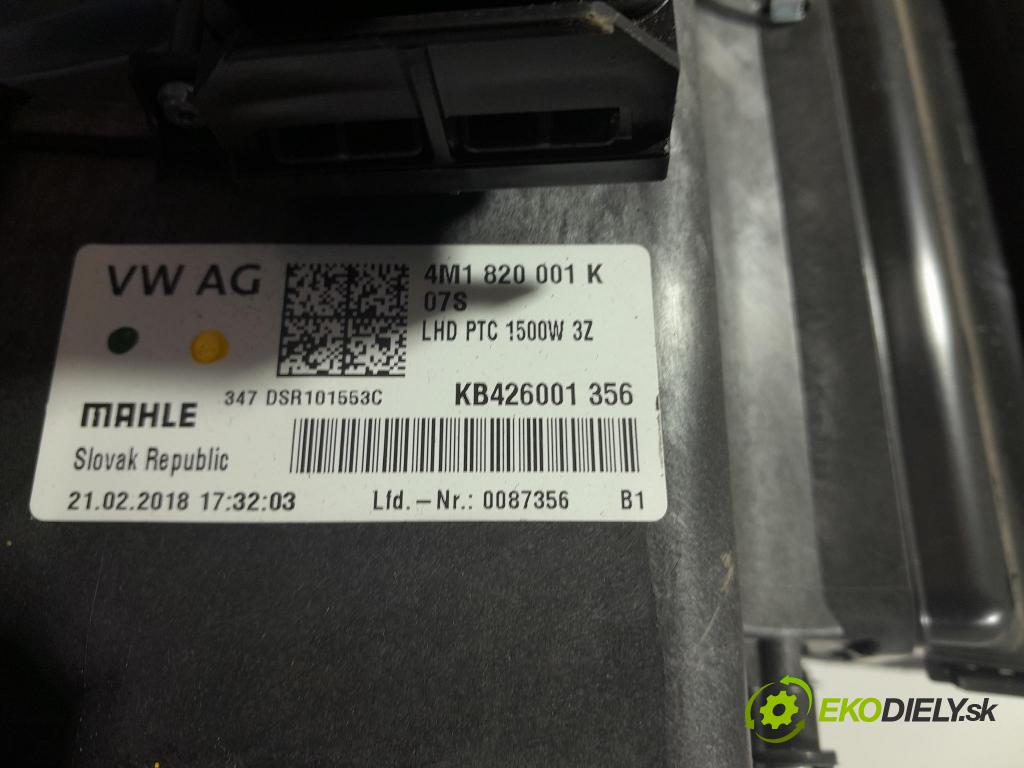 VW AG
4M1 820 001 K
07S
LHD PTC 1500W 3Z
347 DSR101553C
KB426001 356
MAHLE
Slovak Republic
21.02.2018 17:32:03
Lfd.-Nr.: 0087356
B1
EKODIELY.sk